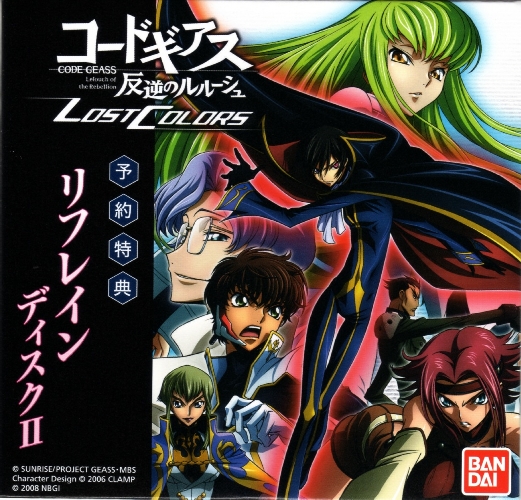 コードギアス
CODE GEASS
Lelouch of
the Rebellion
反逆のルルーシュ
LOST COLORS
予約特典
リフレイン
ディスクII
© SUNRISE/PROJECT GEASS・MBS
Character Design © 2006 CLAMP
© 2008 NBGI
BAN
DAI